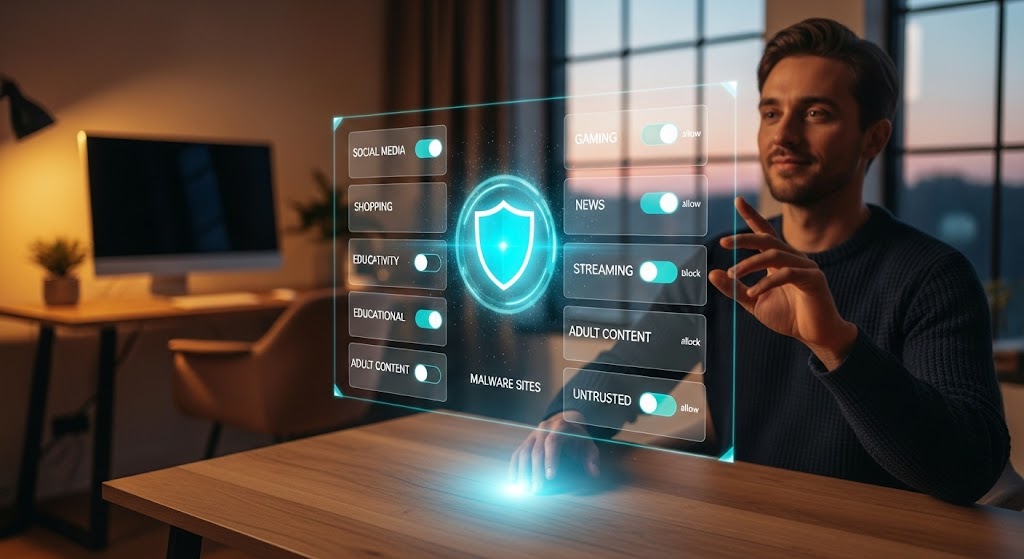 SOCIAL MEDIA
SHOPPING
EDUCATIVITY
EDUCATIONAL
ADULT CONTENT
MALWARE SITES
GAMING allow
NEWS allow
STREAMING Block
ADULT CONTENT allock
UNTRUSTED allow